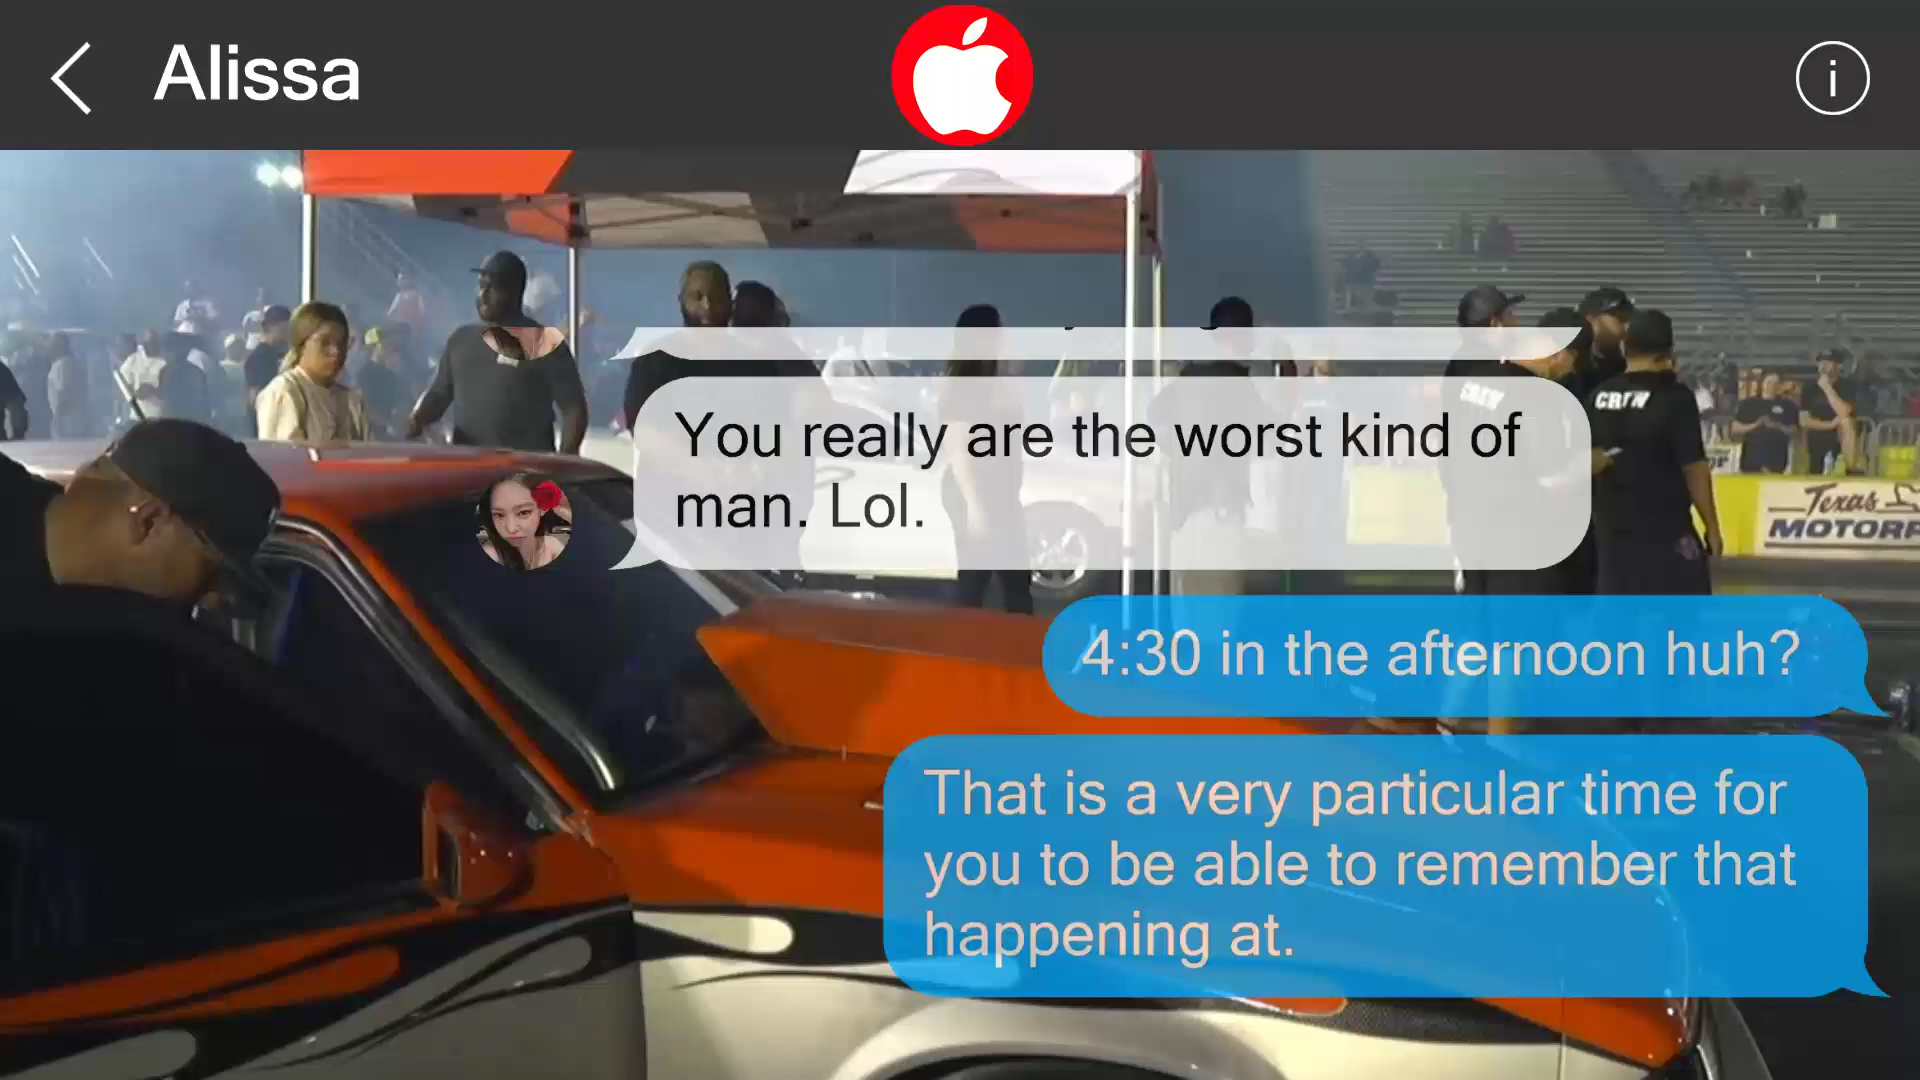 Alissa
You really are the worst kind of
man. Lol.
4:30 in the afternoon huh?
That is a very particular time for
you to be able to remember that
happening at.
CREW
CREW
Texas